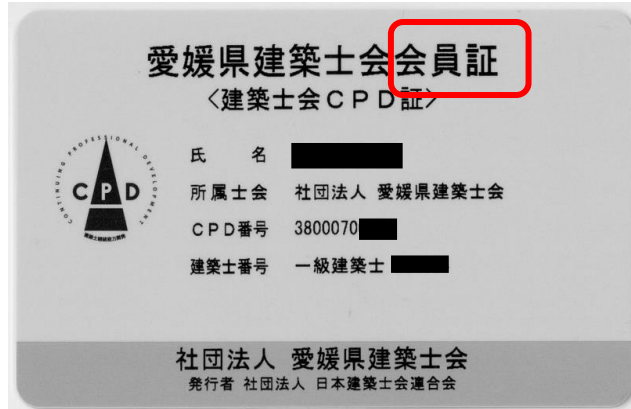 愛媛県建築士会会員証
〈建築士会CPD証〉
CONTINUING PROFESSIONAL DEVELOPMENT
CPD
氏 名
所属士会 社団法人 愛媛県建築士会
CPD番号 3800070
建築士番号 一級建築士
社団法人 愛媛県建築士会
発行者 社団法人 日本建築士会連合会